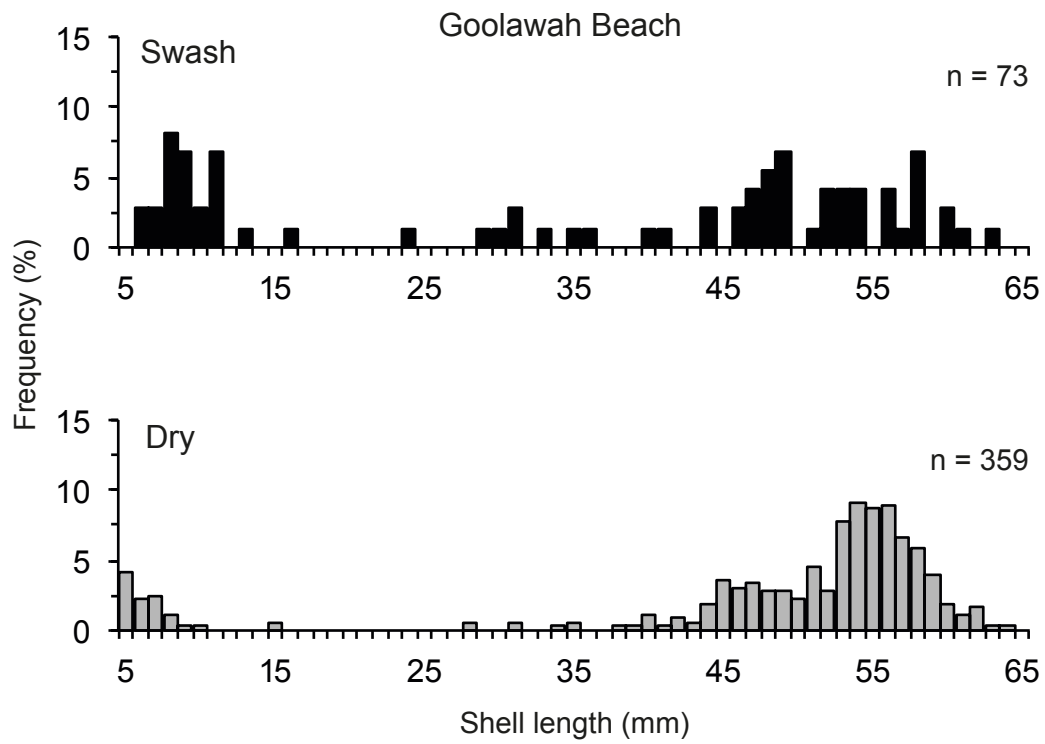 Goolawah Beach
15
Swash
n = 73
10
5
0
5 15 25 35 45 55 65
Frequency (%)
15
Dry
n = 359
10
5
0
5 15 25 35 45 55 65
Shell length (mm)